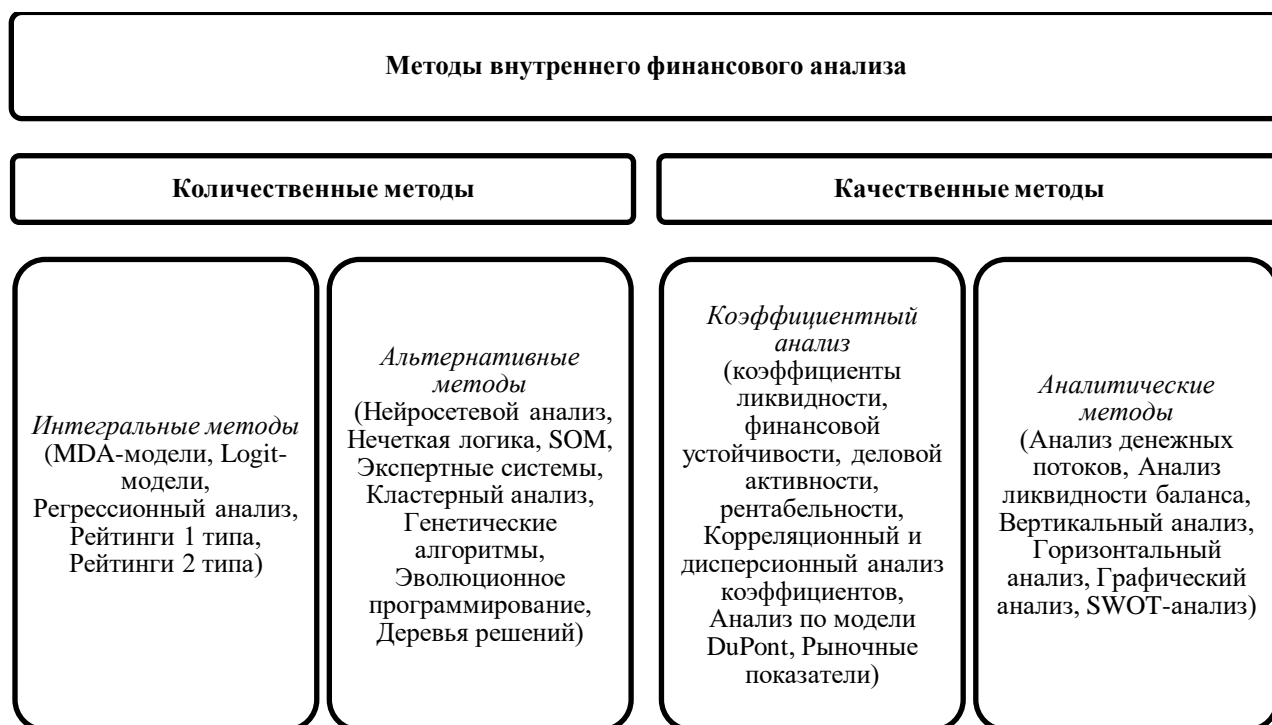 Методы внутреннего финансового анализа
Количественные методы
Качественные методы
Интегральные методы
(MDA-модели, Logit-
модели,
Регрессионный анализ,
Рейтинги 1 типа,
Рейтинги 2 типа)
Альтернативные
методы
(Нейросетевой анализ,
Нечеткая логика, SOM,
Экспертные системы,
Кластерный анализ,
Генетические
алгоритмы,
Эволюционное
программирование,
Деревья решений)
Коэффициентный
анализ
(коэффициенты
ликвидности,
финансовой
устойчивости, деловой
активности,
рентабельности,
Корреляционный и
дисперсионный анализ
коэффициентов,
Анализ по модели
DuPont, Рыночные
показатели)
Аналитические
методы
(Анализ денежных
потоков, Анализ
ликвидности баланса,
Вертикальный анализ,
Горизонтальный
анализ, Графический
анализ, SWOT-анализ)